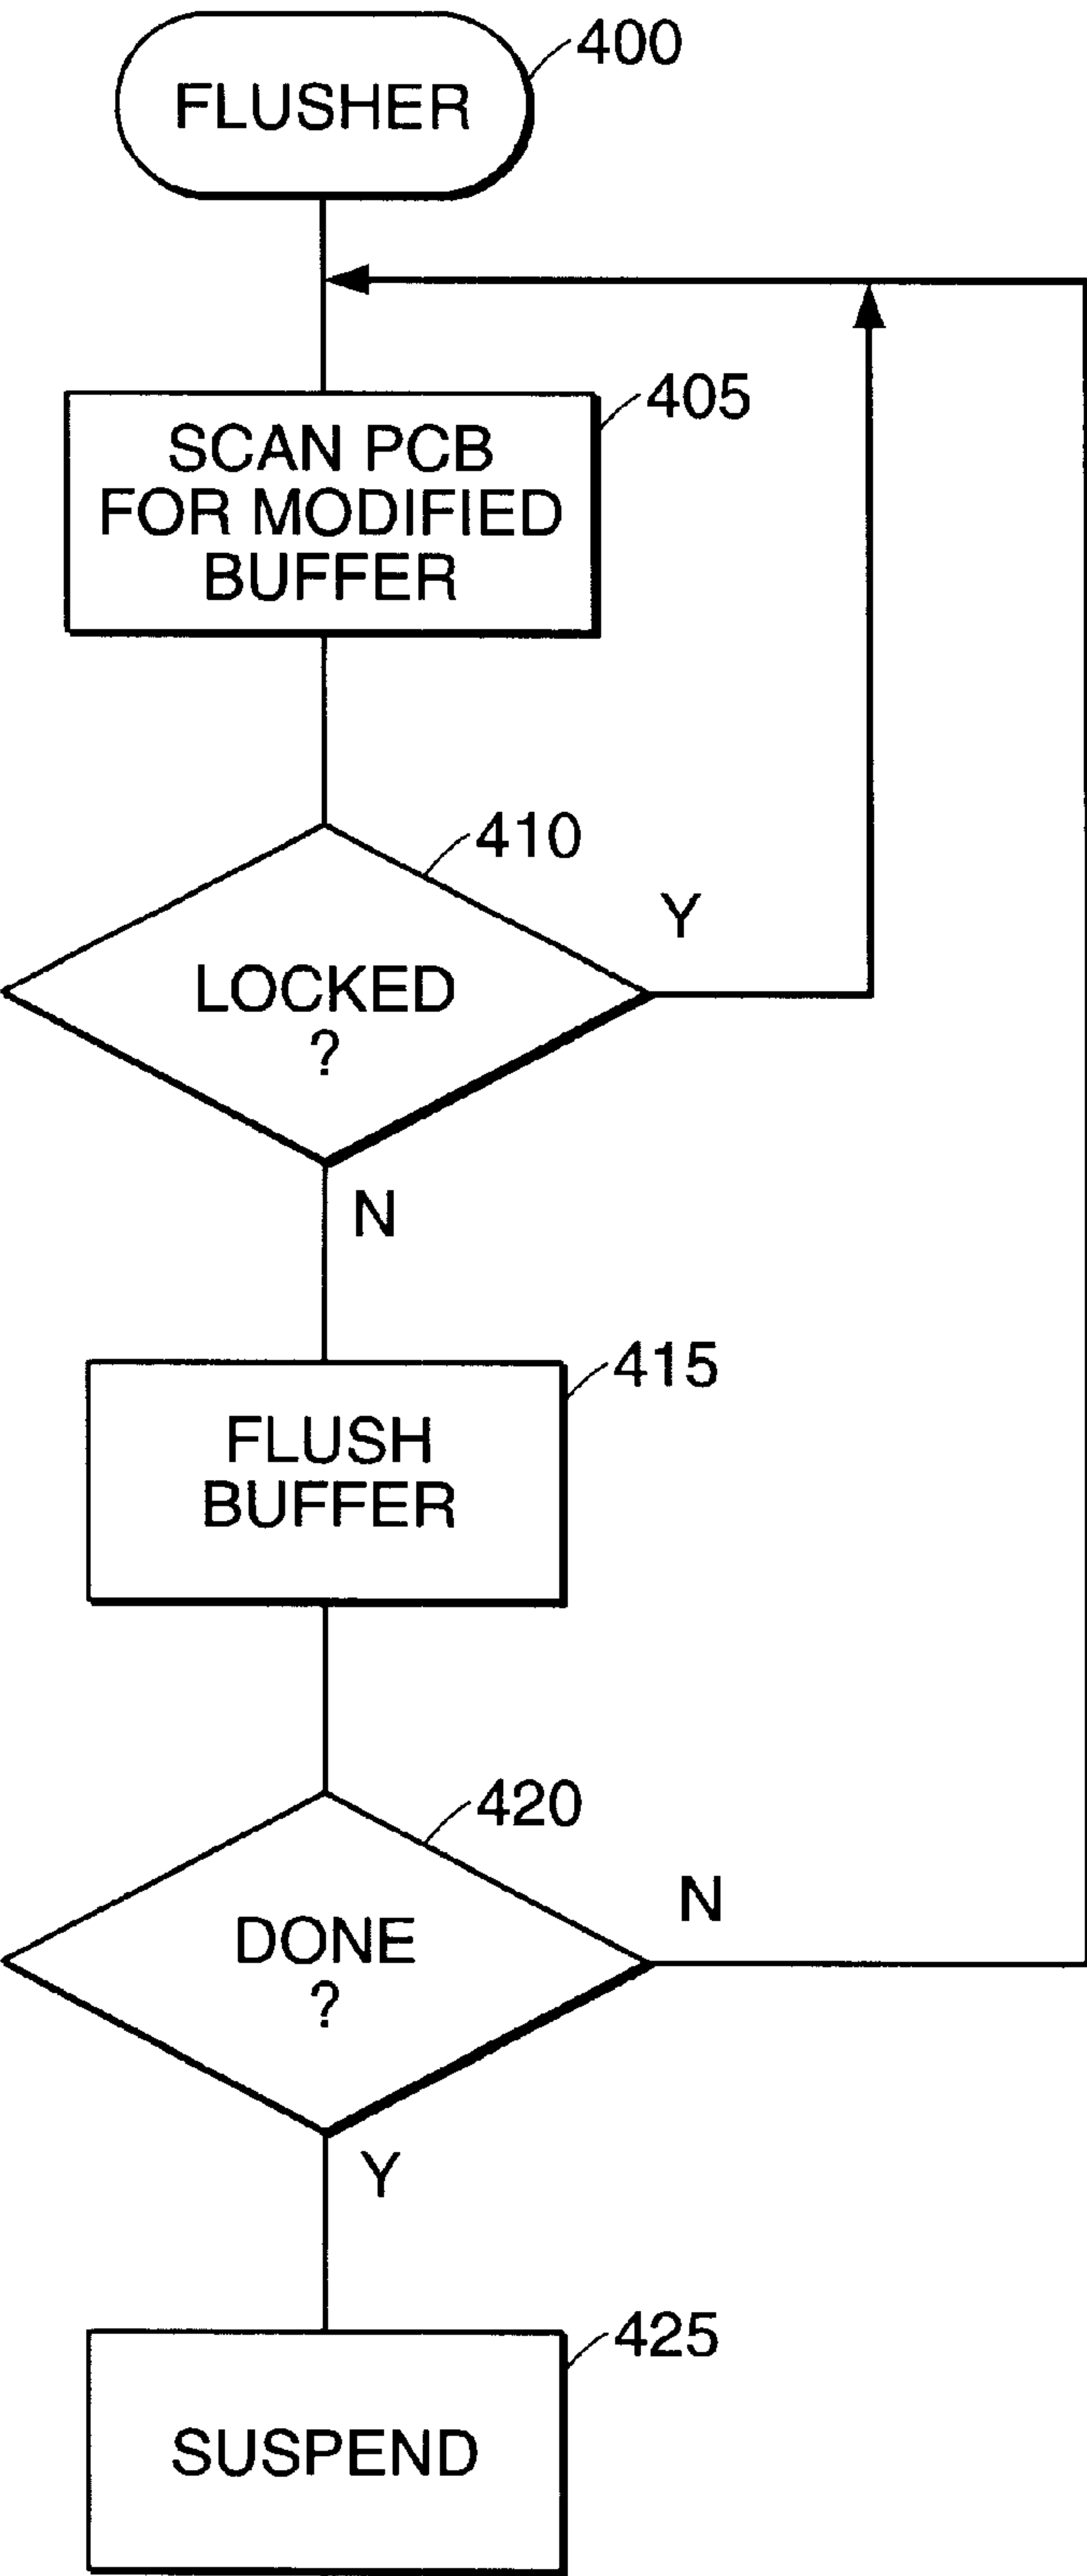 400
FLUSHER
405
SCAN PCB
FOR MODIFIED
BUFFER
410
Y
LOCKED
?
N
415
FLUSH
BUFFER
420
N
DONE
?
Y
425
SUSPEND